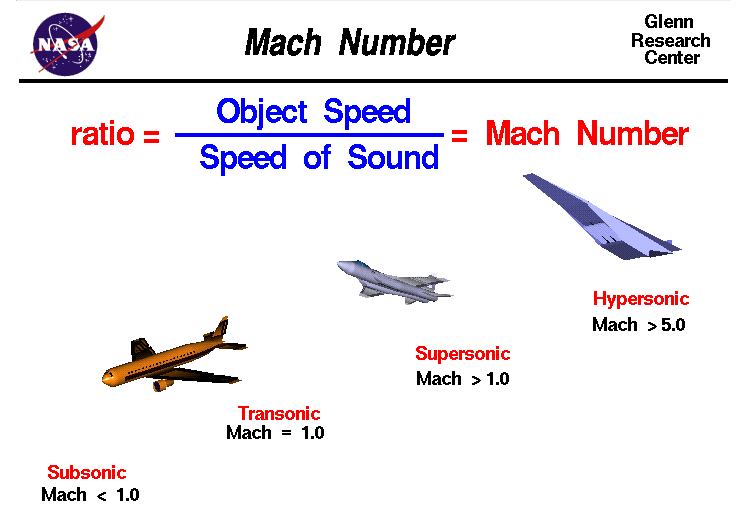 NASA
Mach Number
Glenn
Research
Center
ratio = Object Speed
Speed of Sound
= Mach Number
Hypersonic
Mach > 5.0
Supersonic
Mach > 1.0
Transonic
Mach = 1.0
Subsonic
Mach < 1.0